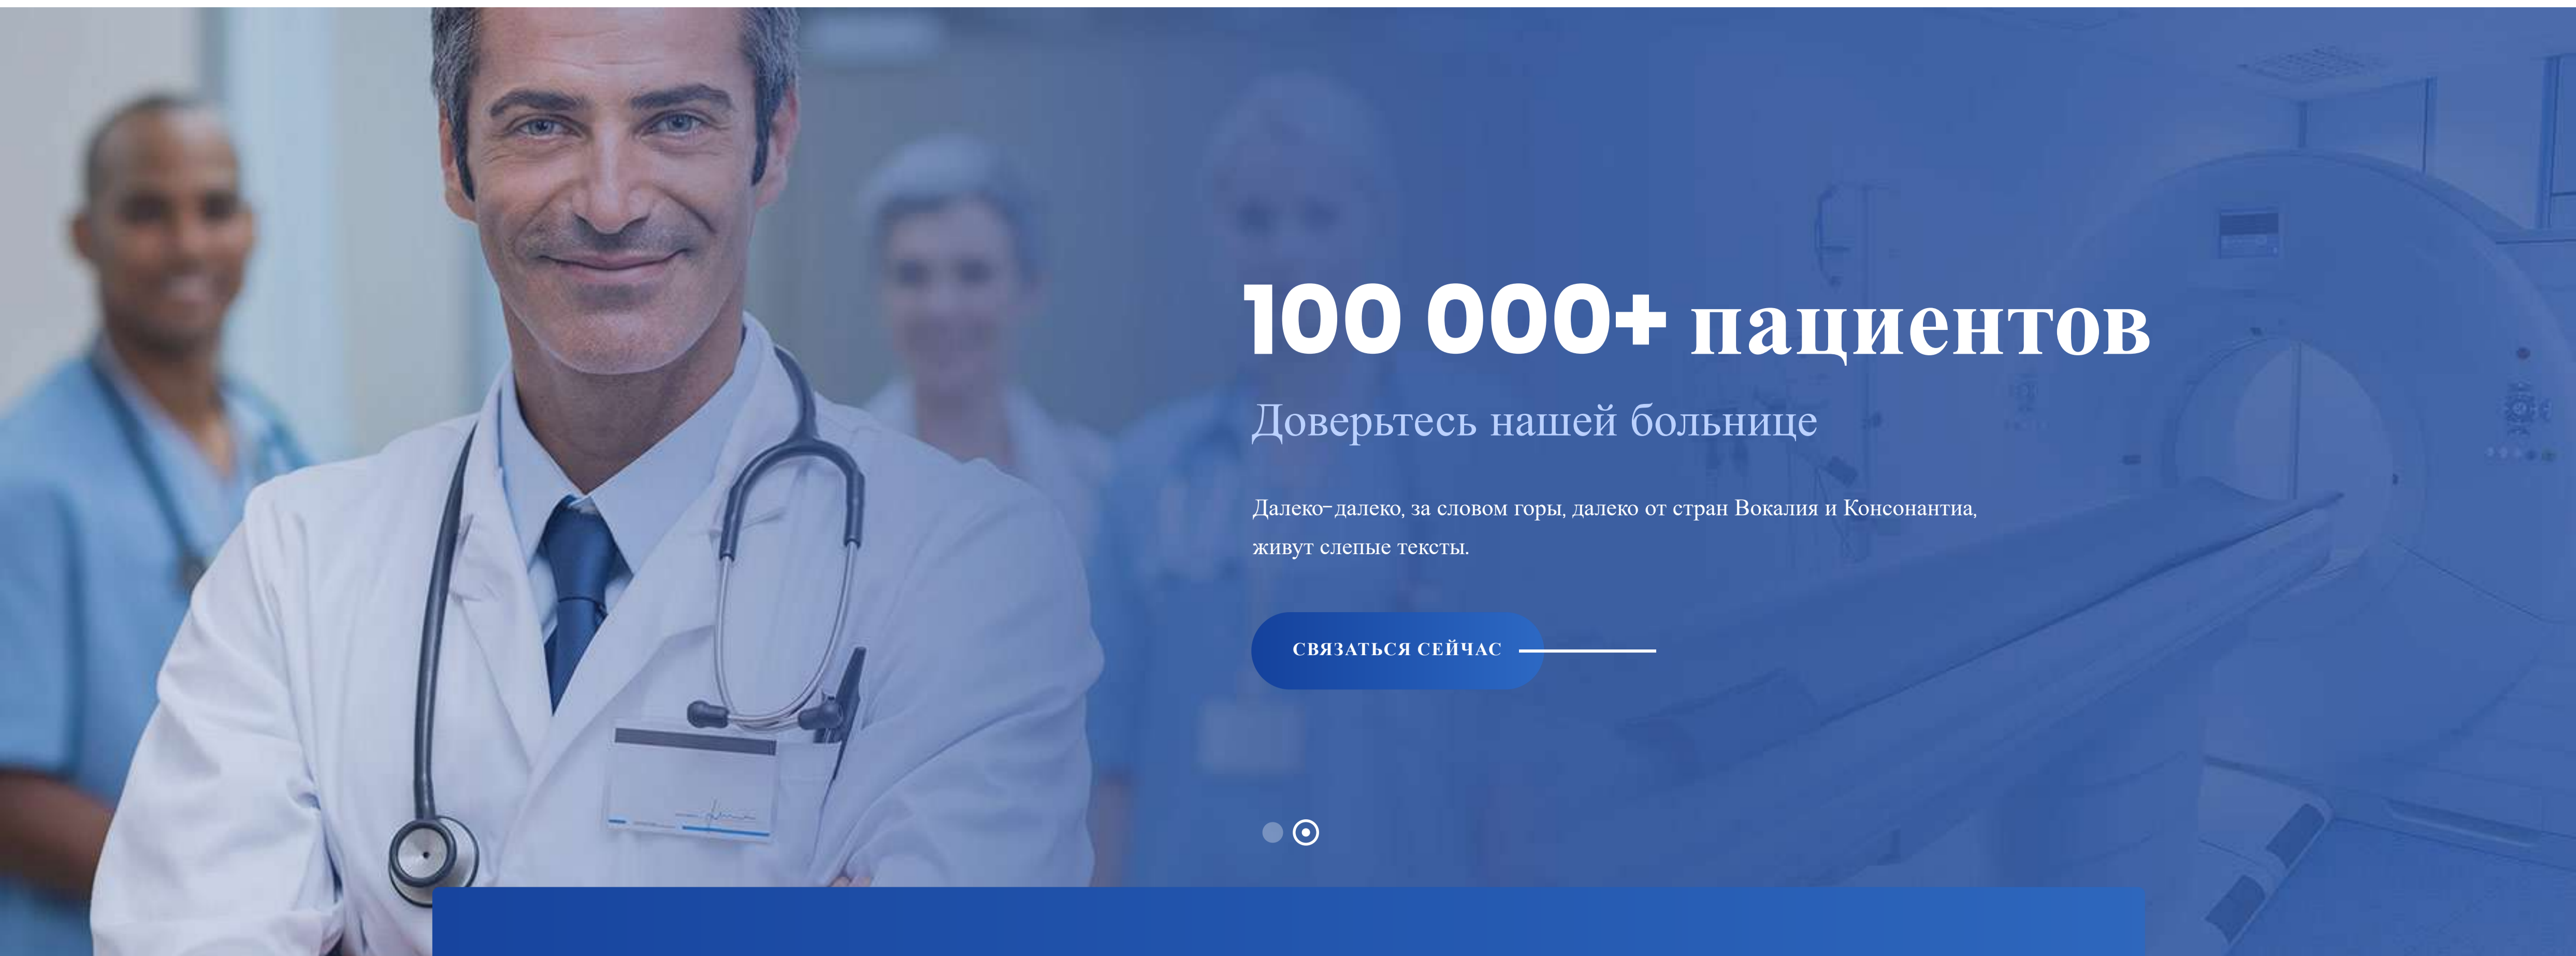 100 000+ пациентов
Доверьтесь нашей больнице
Далеко-далеко, за словом горы, далеко от стран Вокалия и Консонантиа,
живут слепые тексты.
СВЯЗАТЬСЯ СЕЙЧАС